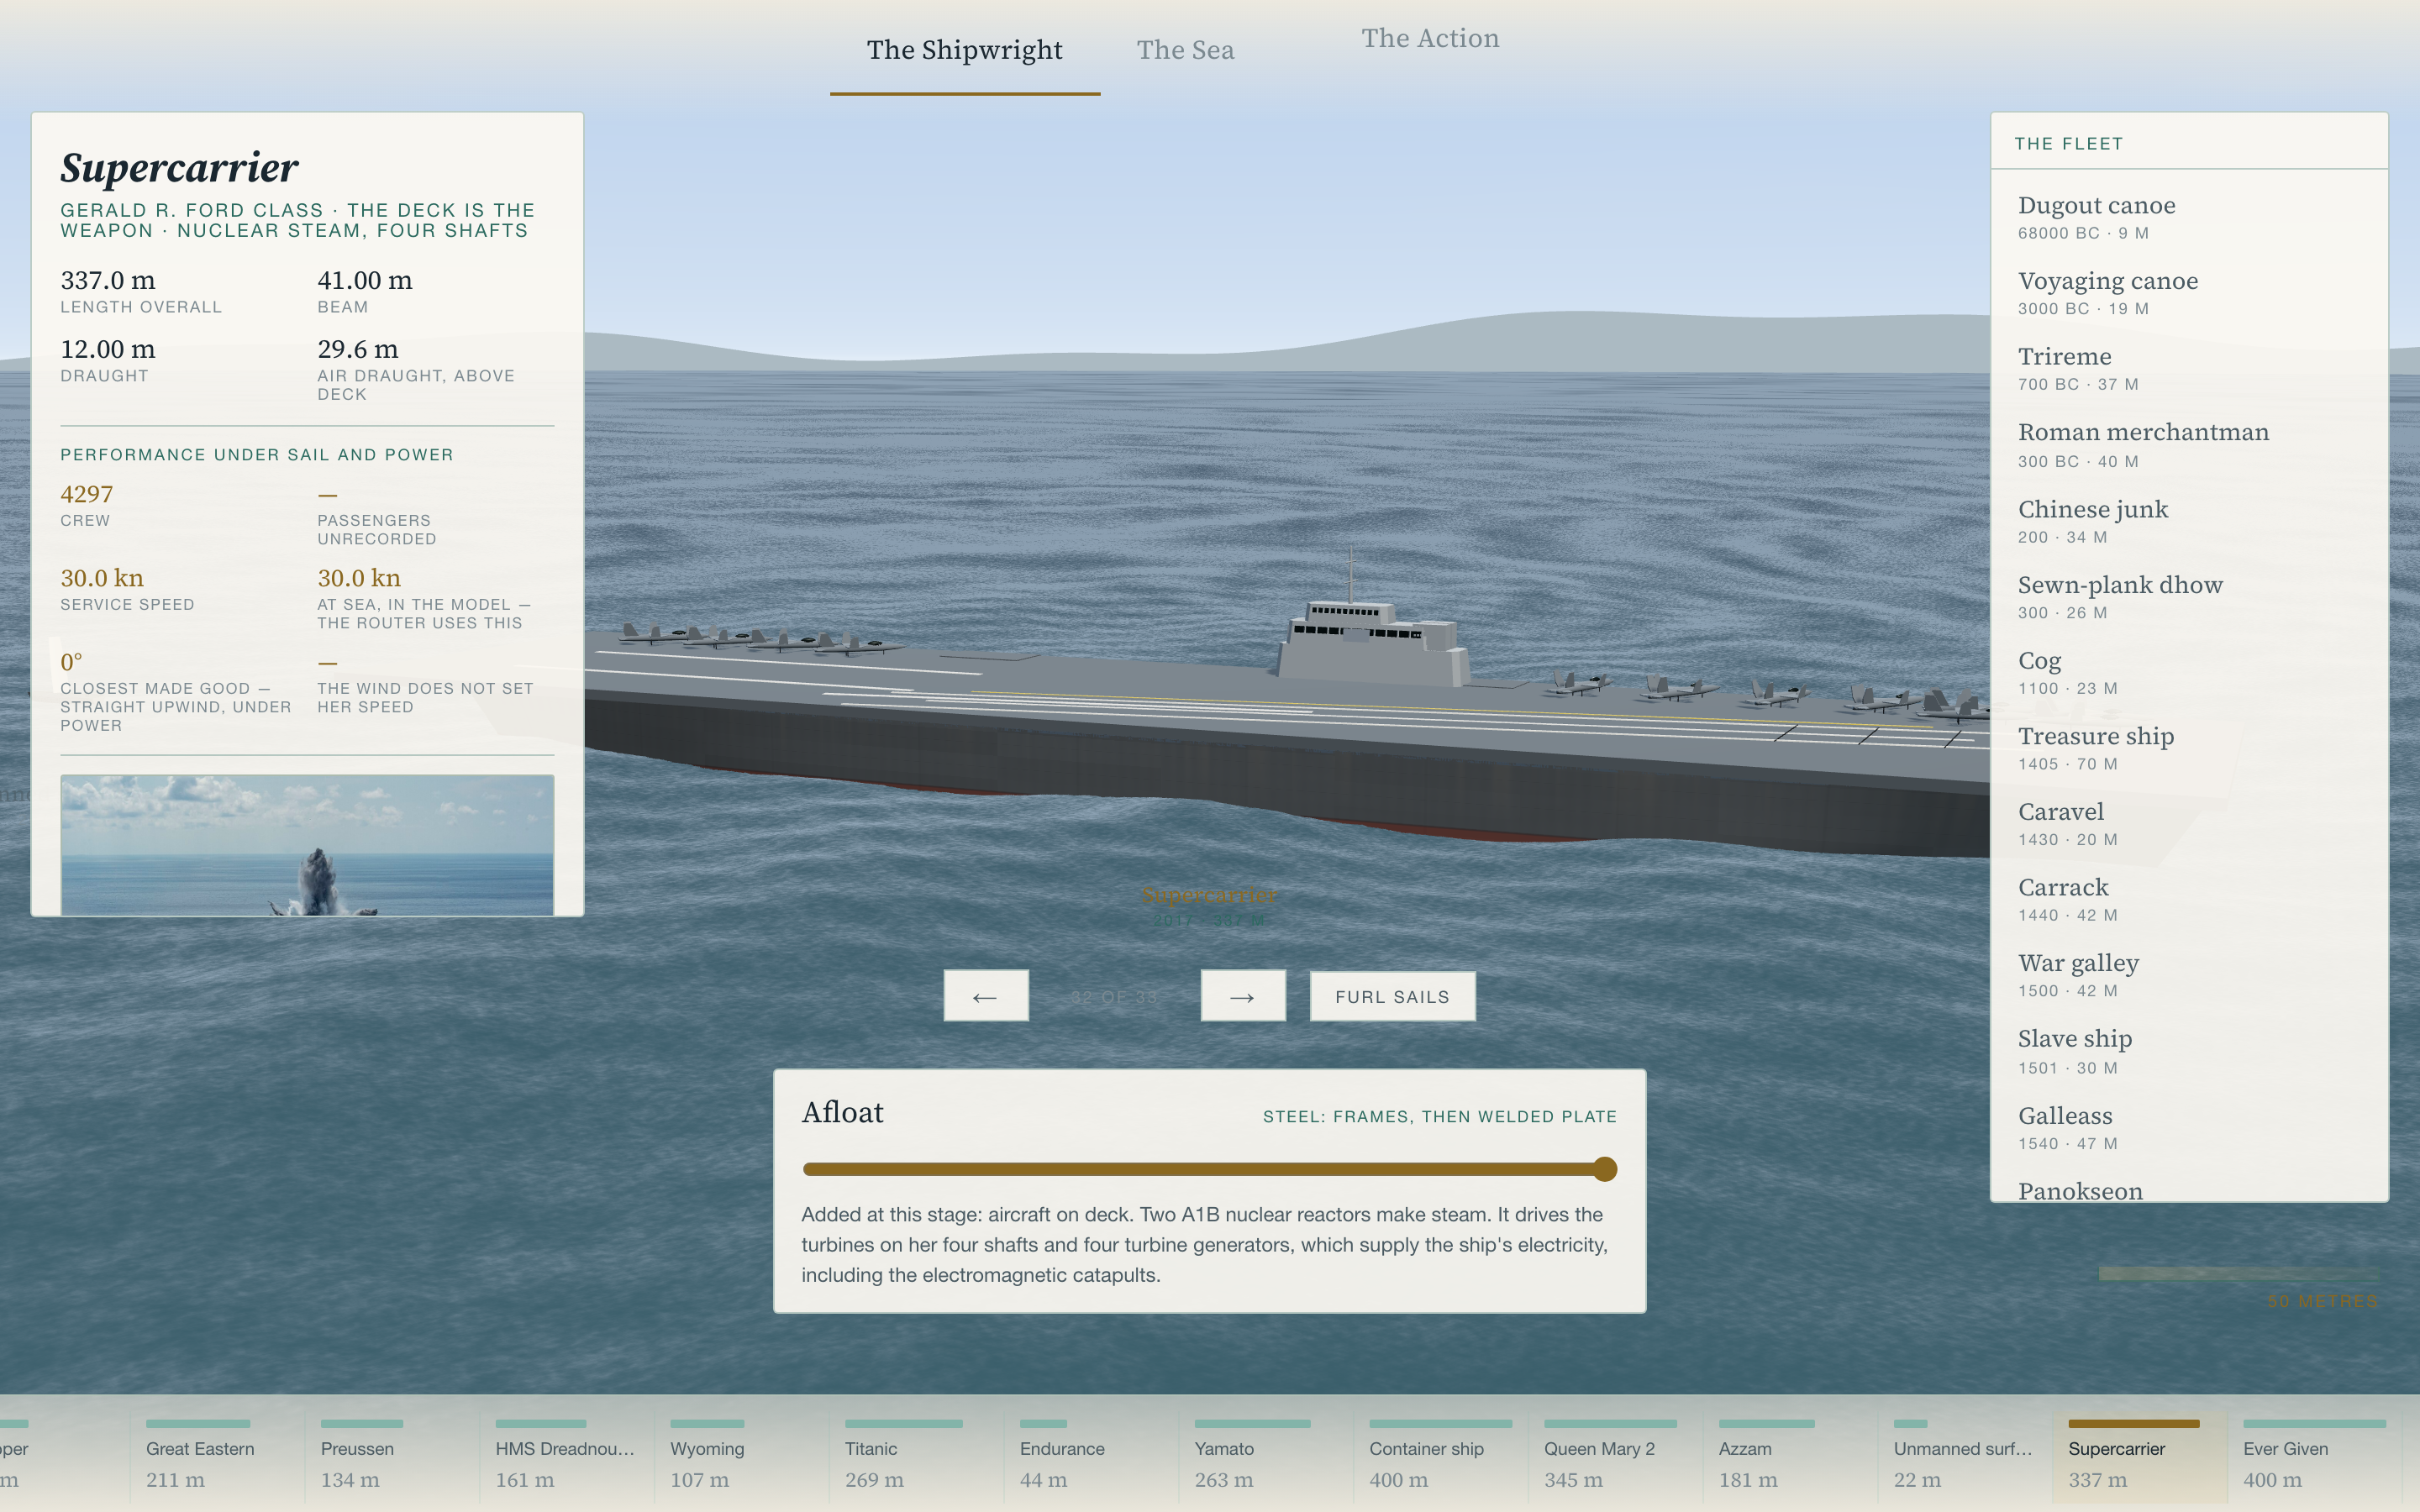 The Shipwright
The Sea
The Action
Supercarrier
GERALD R. FORD CLASS · THE DECK IS THE
WEAPON · NUCLEAR STEAM, FOUR SHAFTS
337.0 m
LENGTH OVERALL
41.00 m
BEAM
12.00 m
DRAUGHT
29.6 m
AIR DRAUGHT, ABOVE
DECK
PERFORMANCE UNDER SAIL AND POWER
4297
CREW
—
PASSENGERS
UNRECORDED
30.0 kn
SERVICE SPEED
30.0 kn
AT SEA, IN THE MODEL —
THE ROUTER USES THIS
0°
CLOSEST MADE GOOD —
STRAIGHT UPWIND, UNDER
POWER
—
THE WIND DOES NOT SET
HER SPEED
THE FLEET
Dugout canoe
68000 BC · 9 M
Voyaging canoe
3000 BC · 19 M
Trireme
700 BC · 37 M
Roman merchantman
300 BC · 40 M
Chinese junk
200 · 34 M
Sewn-plank dhow
300 · 26 M
Cog
1100 · 23 M
Treasure ship
1405 · 70 M
Caravel
1430 · 20 M
Carrack
1440 · 42 M
War galley
1500 · 42 M
Slave ship
1501 · 30 M
Galleass
1540 · 47 M
Panokseon
Supercarrier
2017 · 337 M
←
32 OF 33
→
FURL SAILS
Afloat
STEEL: FRAMES, THEN WELDED PLATE
Added at this stage: aircraft on deck. Two A1B nuclear reactors make steam. It drives the
turbines on her four shafts and four turbine generators, which supply the ship's electricity,
including the electromagnetic catapults.
50 METRES
pper
m
Great Eastern
211 m
Preussen
134 m
HMS Dreadnou…
161 m
Wyoming
107 m
Titanic
269 m
Endurance
44 m
Yamato
263 m
Container ship
400 m
Queen Mary 2
345 m
Azzam
181 m
Unmanned surf…
22 m
Supercarrier
337 m
Ever Given
400 m